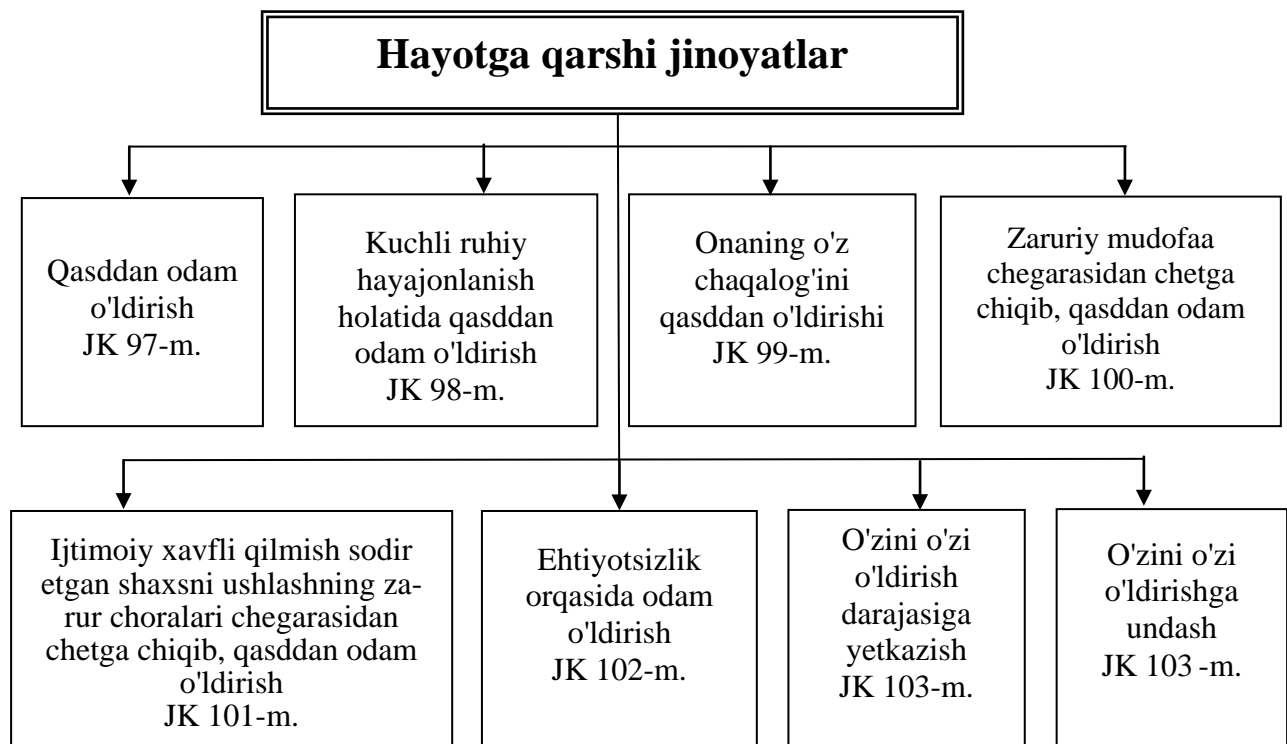 Hayotga qarshi jinoyatlar
Qasddan odam
o'ldirish
JK 97-m.
Kuchli ruhiy
hayajonlanish
holatida qasddan
odam o'ldirish
JK 98-m.
Onaning o'z
chaqalog'ini
qasddan o'ldirishi
JK 99-m.
Zaruriy mudofaa
chegarasidan chetga
chiqib, qasddan odam
o'ldirish
JK 100-m.
Ijtimoiy xavfli qilmish sodir
etgan shaxsni ushlashning za-
rur choralari chegarasidan
chetga chiqib, qasddan odam
o'ldirish
JK 101-m.
Ehtiyotsizlik
orqasida odam
o'ldirish
JK 102-m.
O'zini o'zi
o'ldirish
darajasiga
yetkazish
JK 103-m.
O'zini o'zi
o'ldirishga
undash
JK 103 -m.